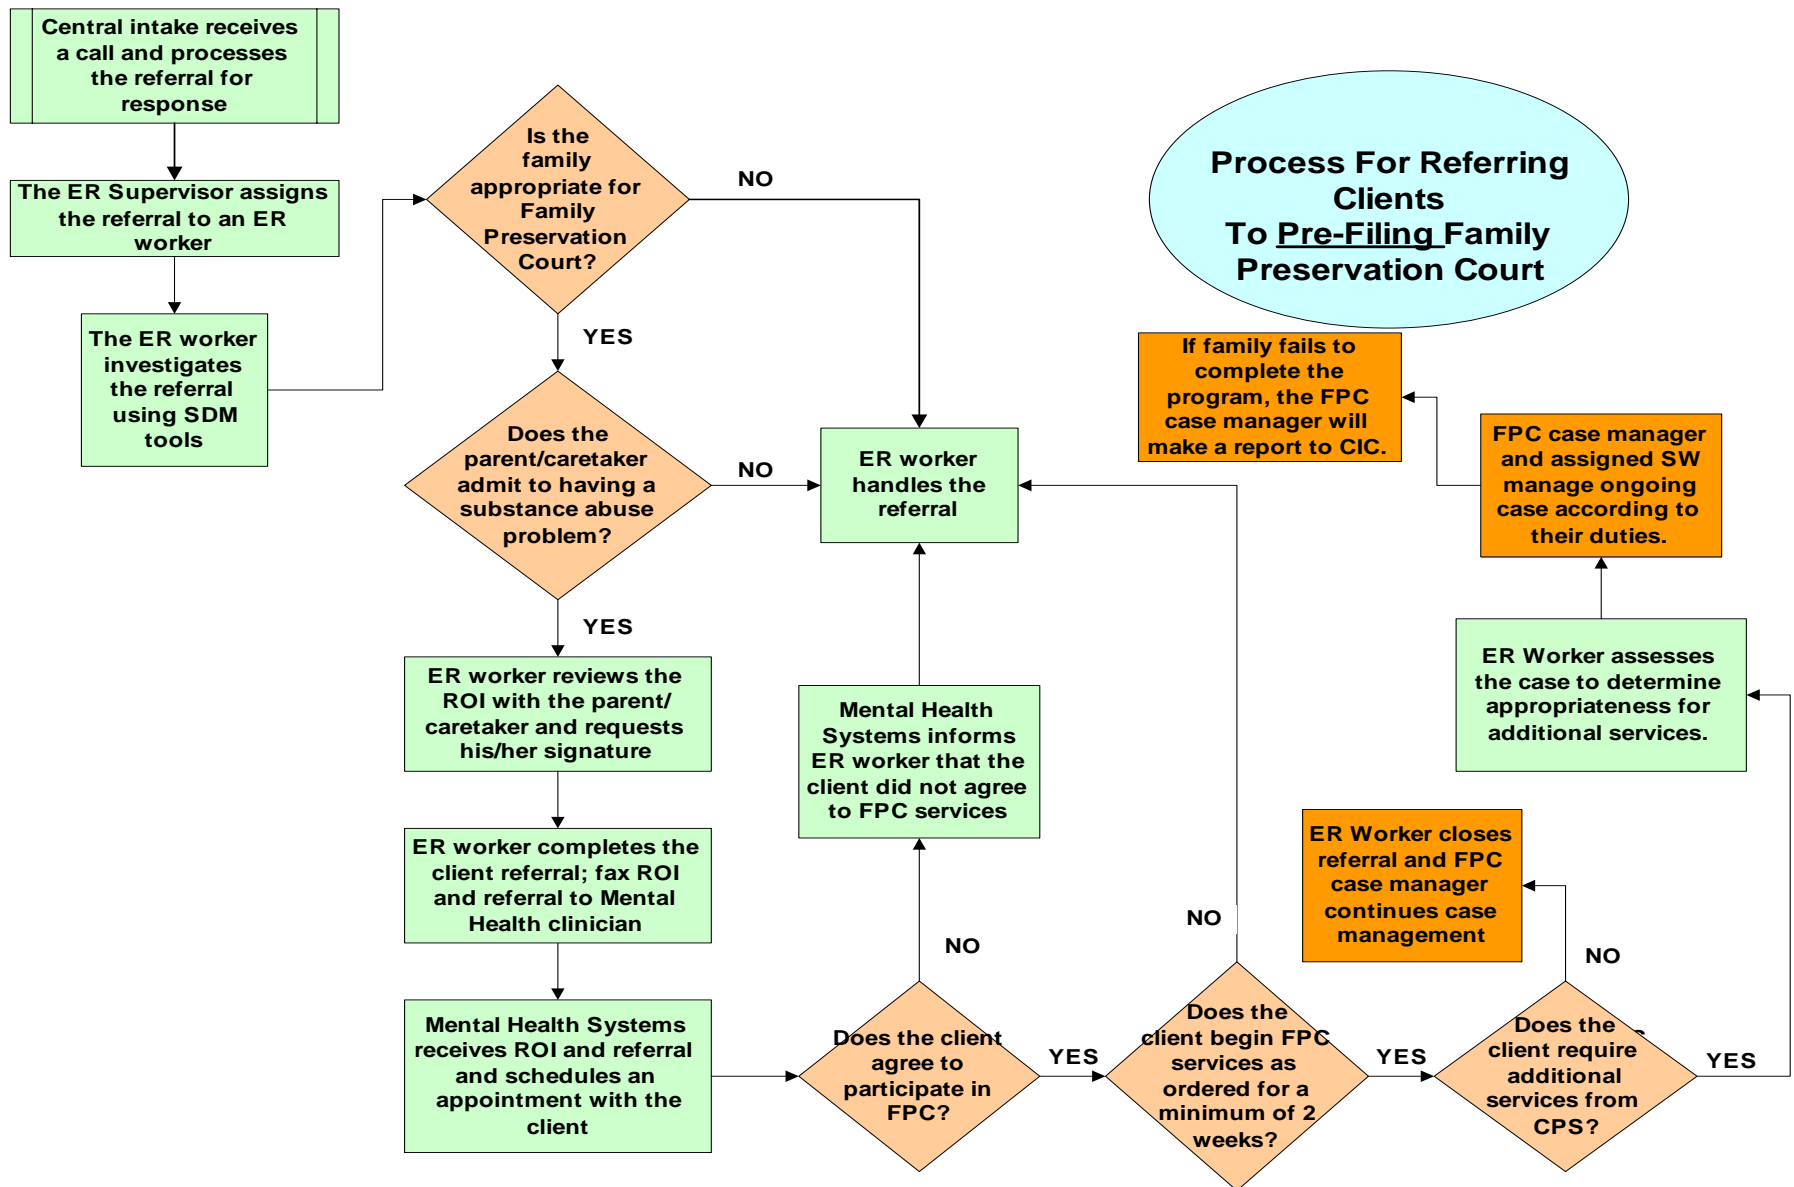 Central intake receives
a call and processes
the referral for
response
The ER Supervisor assigns
the referral to an ER
worker
The ER worker
investigates
the referral
using SDM
tools
Is the
family
appropriate for
Family
Preservation
Court?
NO
YES
Does the
parent/caretaker
admit to having a
substance abuse
problem?
NO
YES
ER worker
handles the
referral
ER worker reviews the
ROI with the parent/
caretaker and requests
his/her signature
ER worker completes the
client referral; fax ROI
and referral to Mental
Health clinician
Mental Health Systems
receives ROI and referral
and schedules an
appointment with the
client
Mental Health
Systems informs
ER worker that the
client did not agree
to FPC services
NO
Does the client
agree to
participate in
FPC?
YES
NO
Does the
client begin FPC
services as
ordered for a
minimum of 2
weeks?
YES
Does the
client require
additional
services from
CPS?
NO
YES
ER Worker closes
referral and FPC
case manager
continues case
management
ER Worker assesses
the case to determine
appropriateness for
additional services.
FPC case manager
and assigned SW
manage ongoing
case according to
their duties.
If family fails to
complete the
program, the FPC
case manager will
make a report to CIC.
Process For Referring
Clients
To Pre-Filing Family
Preservation Court